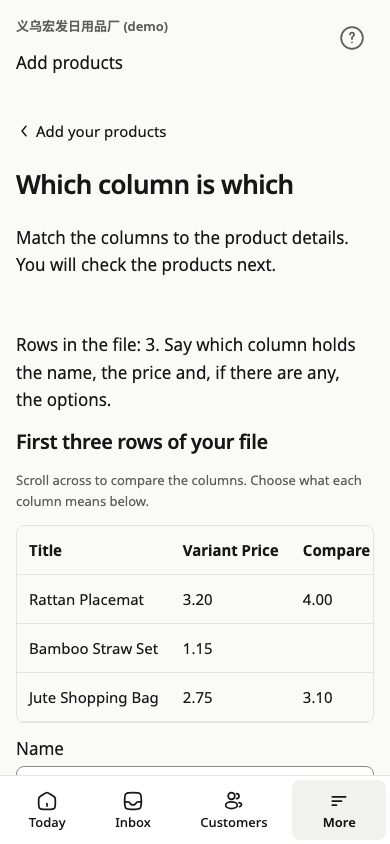 义乌宏发日用品厂 (demo)
Add products
Add your products
Which column is which
Match the columns to the product details.
You will check the products next.
Rows in the file: 3. Say which column holds
the name, the price and, if there are any,
the options.
First three rows of your file
Scroll across to compare the columns. Choose what each
column means below.
Title Variant Price Compare
Rattan Placemat 3.20 4.00
Bamboo Straw Set 1.15
Jute Shopping Bag 2.75 3.10
Name
Today Inbox Customers More